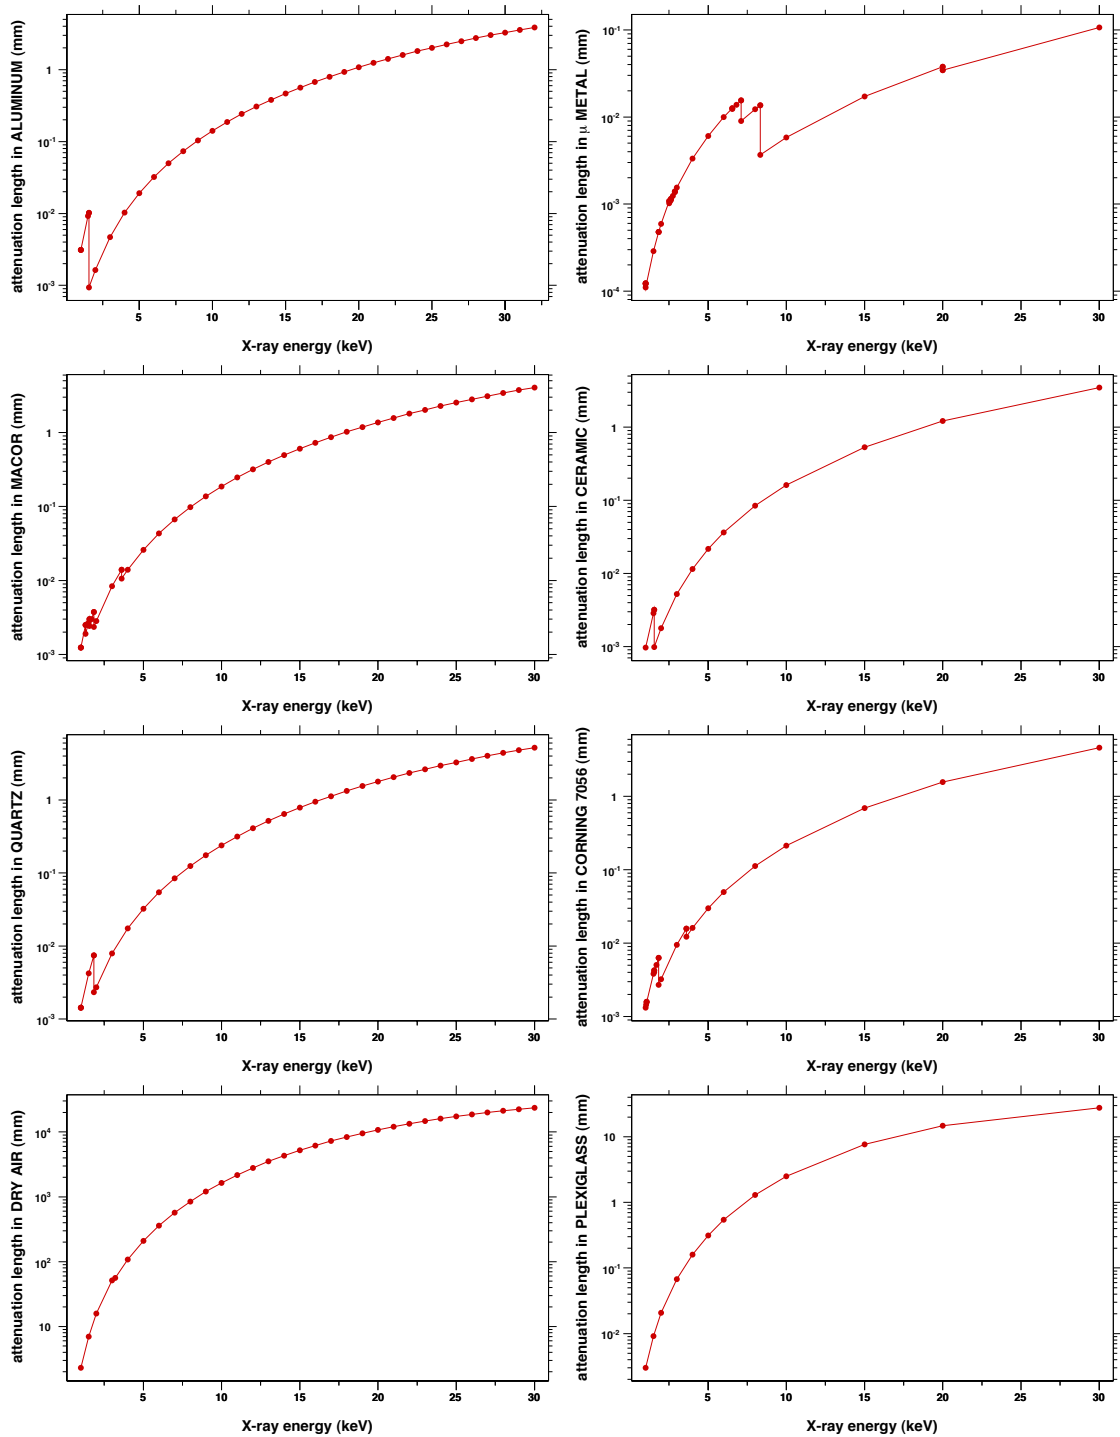 attenuation length in ALUMINUM (mm)
1
10-1
10-2
10-3
5 10 15 20 25 30
X-ray energy (keV)
attenuation length in μ METAL (mm)
10-1
10-2
10-3
10-4
5 10 15 20 25 30
X-ray energy (keV)
attenuation length in MACOR (mm)
1
10-1
10-2
10-3
5 10 15 20 25 30
X-ray energy (keV)
attenuation length in CERAMIC (mm)
1
10-1
10-2
10-3
5 10 15 20 25 30
X-ray energy (keV)
attenuation length in QUARTZ (mm)
1
10-1
10-2
10-3
5 10 15 20 25 30
X-ray energy (keV)
attenuation length in CORNING 7056 (mm)
1
10-1
10-2
10-3
5 10 15 20 25 30
X-ray energy (keV)
attenuation length in DRY AIR (mm)
104
103
102
10
5 10 15 20 25 30
X-ray energy (keV)
attenuation length in PLEXIGLASS (mm)
10
1
10-1
10-2
5 10 15 20 25 30
X-ray energy (keV)